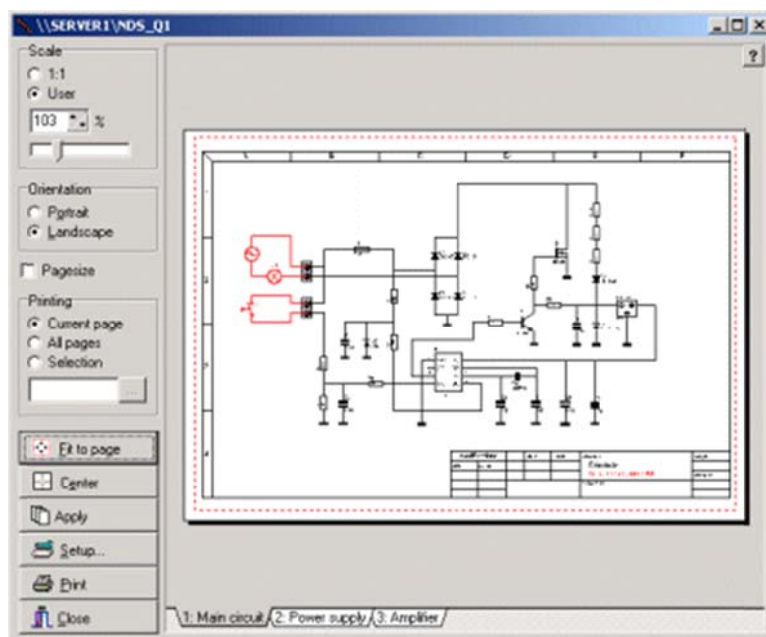 \\SERVER1\NDS_Q1
?
Scale
1:1
User
103 %
Orientation
Portrait
Landscape
Pagesize
Printing
Current page
All pages
Selection
...
Fit to page
Center
Apply
Setup...
Print
Close
1: Main circuit 2: Power supply 3: Amplifier